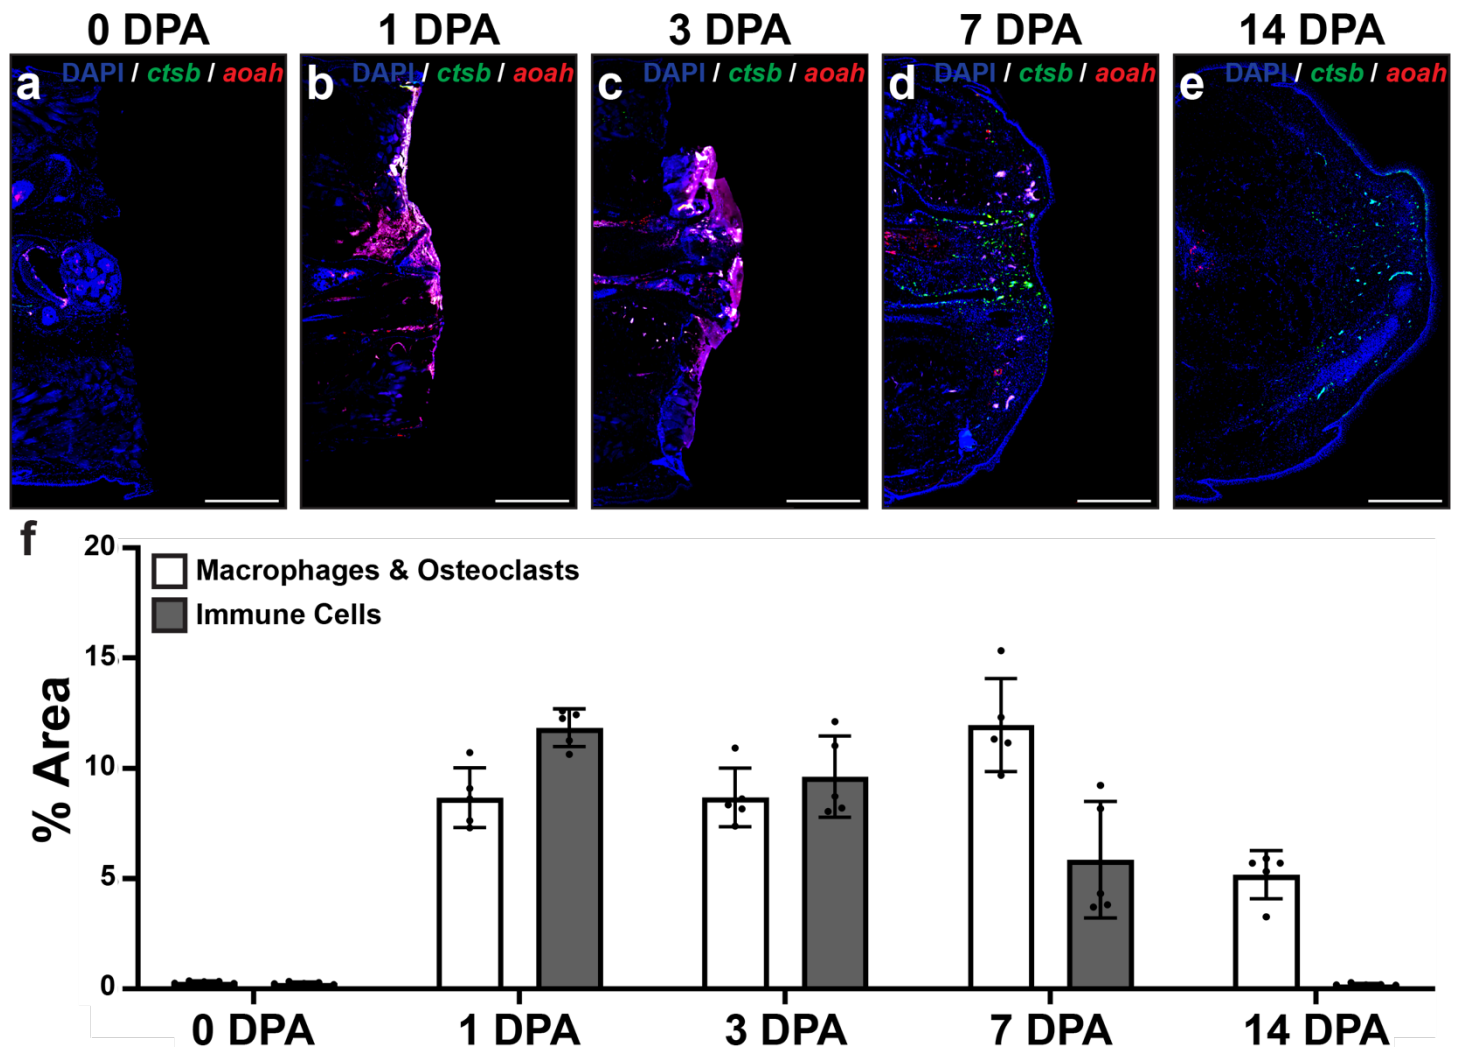 0 DPA
1 DPA
3 DPA
7 DPA
14 DPA
a
DAPI / ctsb / aoah
b
DAPI / ctsb / aoah
c
DAPI / ctsb / aoah
d
DAPI / ctsb / aoah
e
DAPI / ctsb / aoah
f
Macrophages & Osteoclasts
Immune Cells
% Area
20
15
10
5
0
0 DPA
1 DPA
3 DPA
7 DPA
14 DPA